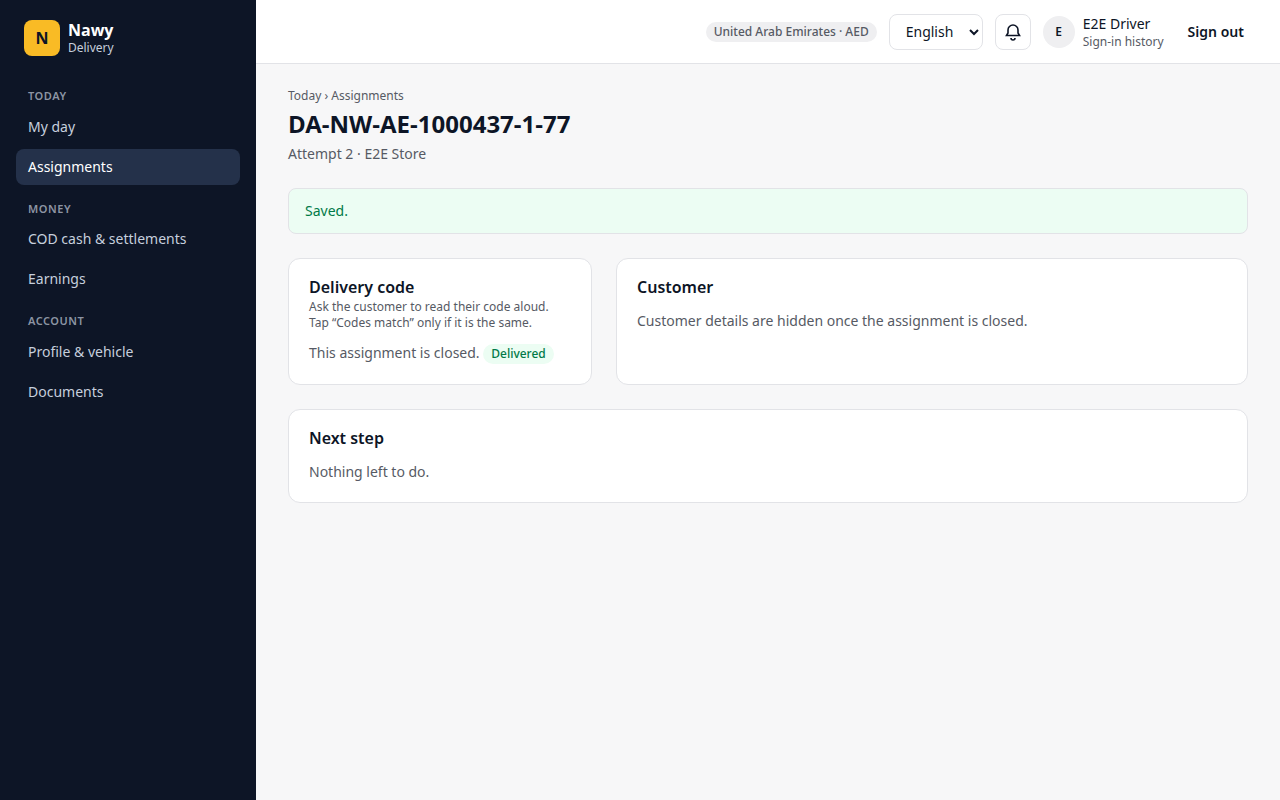 N
Nawy
Delivery
TODAY
My day
Assignments
MONEY
COD cash & settlements
Earnings
ACCOUNT
Profile & vehicle
Documents
United Arab Emirates · AED
English
E
E2E Driver
Sign-in history
Sign out
Today › Assignments
DA-NW-AE-1000437-1-77
Attempt 2 · E2E Store
Saved.
Delivery code
Ask the customer to read their code aloud.
Tap “Codes match” only if it is the same.
This assignment is closed. Delivered
Customer
Customer details are hidden once the assignment is closed.
Next step
Nothing left to do.